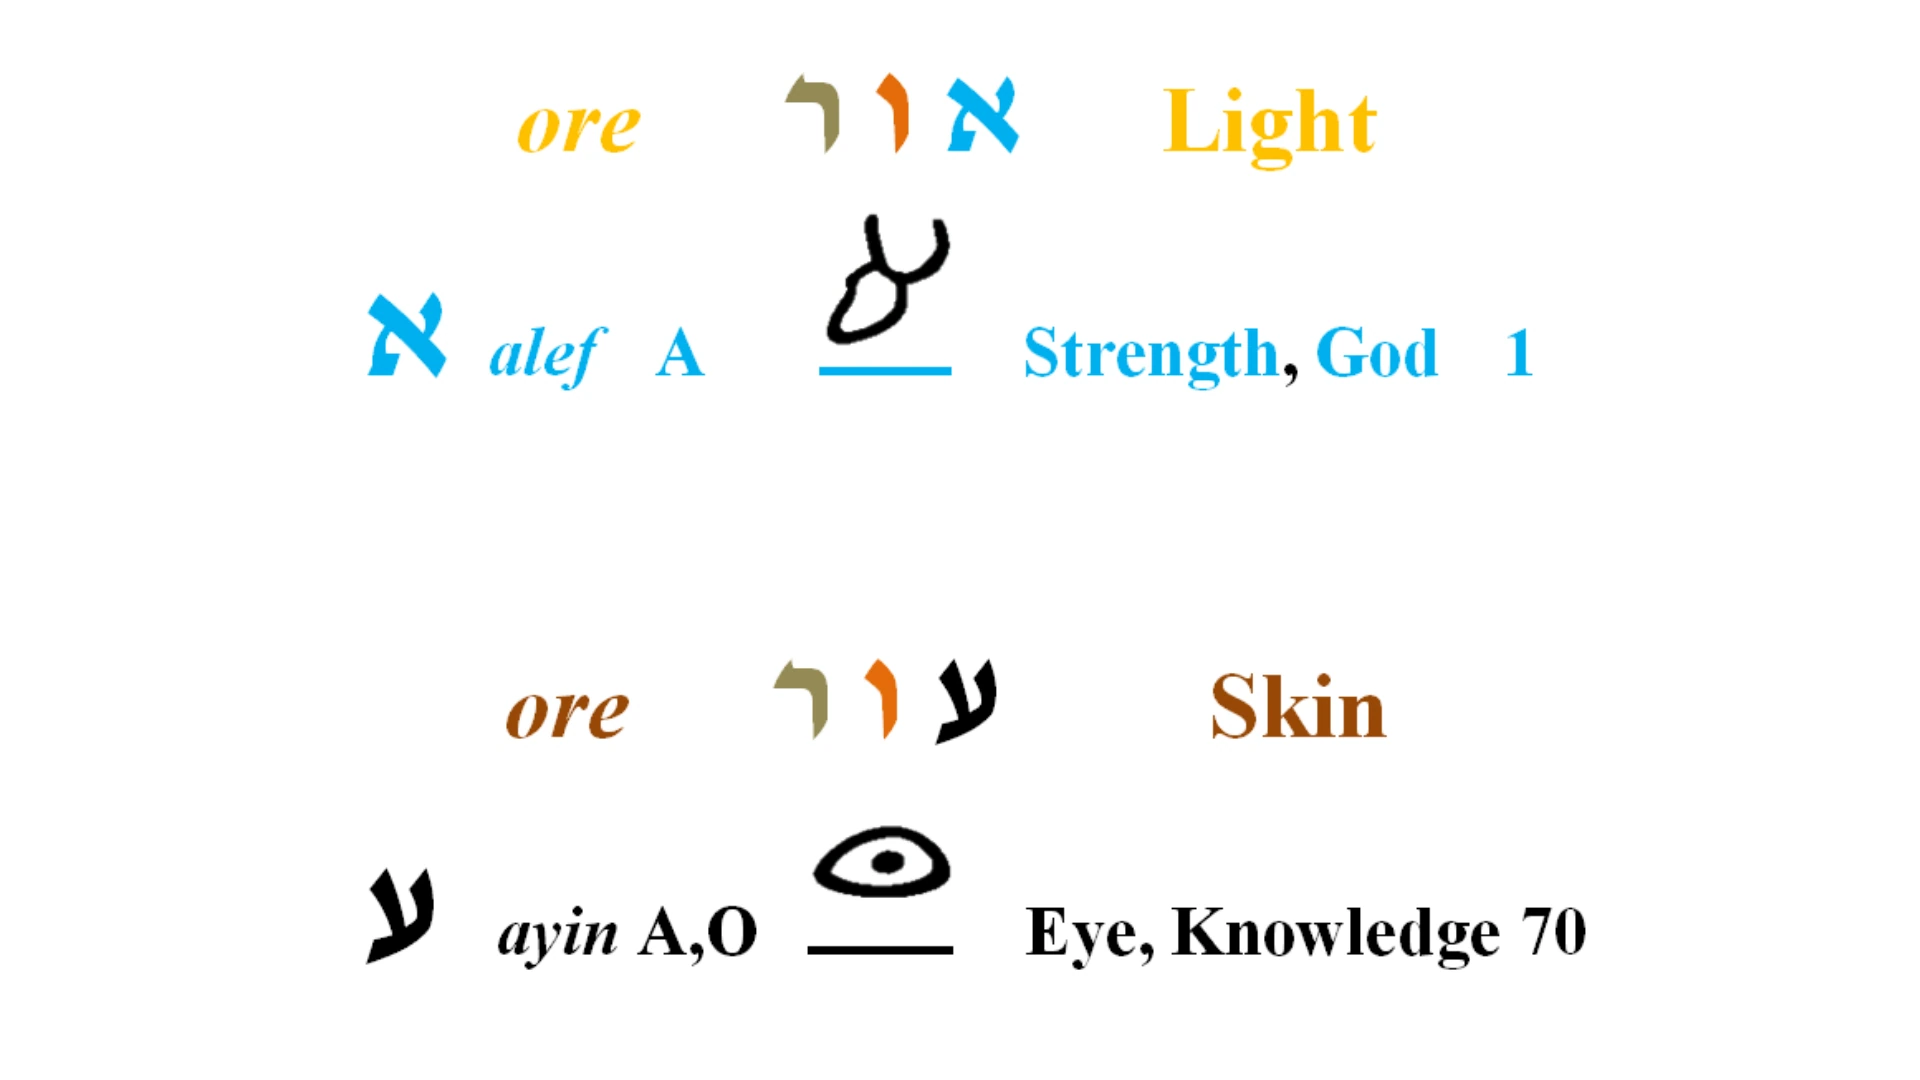 ore אור Light
א alef A Strength, God 1
ore עור Skin
ע ayin A,O Eye, Knowledge 70